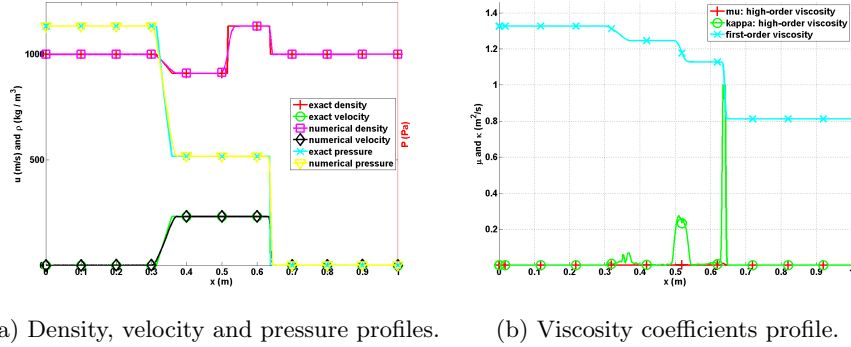 1000
500
0
u (m/s) and ρ (kg / m³)
0
0.1
0.2
0.3
0.4
0.5
0.6
0.7
0.8
0.9
1
x (m)
P (Pa)
exact density
exact velocity
numerical density
numerical velocity
exact pressure
numerical pressure
1.4
1.2
1
0.8
0.6
0.4
0.2
0
μ and κ (m²/s)
0
0.1
0.2
0.3
0.4
0.5
0.6
0.7
0.8
0.9
x (m)
mu: high-order viscosity
kappa: high-order viscosity
first-order viscosity
a) Density, velocity and pressure profiles.
(b) Viscosity coefficients profile.